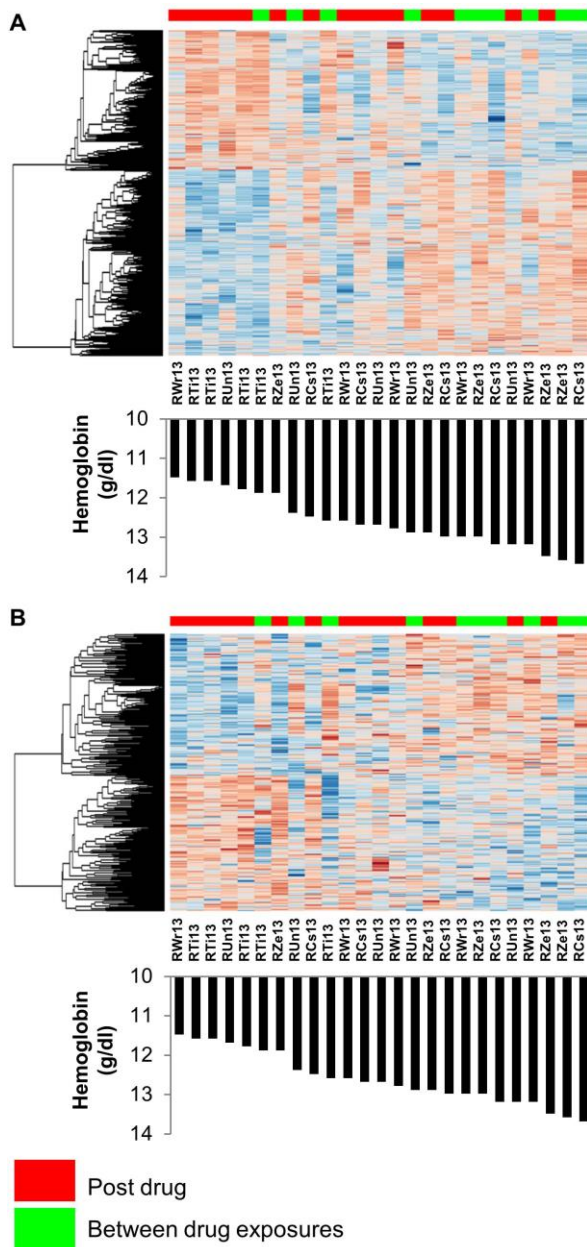 A
RWr13
RTi13
RTi13
RUn13
RTi13
RTi13
RZe13
RUn13
RCs13
RTi13
RWr13
RCs13
RUn13
RWr13
RUn13
RZe13
RCs13
RWr13
RZe13
RCs13
RUn13
RWr13
RZe13
RZe13
RCs13
Hemoglobin
(g/dl)
10
11
12
13
14
B
RWr13
RTi13
RTi13
RUn13
RTi13
RTi13
RZe13
RUn13
RCs13
RTi13
RWr13
RCs13
RUn13
RWr13
RUn13
RZe13
RCs13
RWr13
RZe13
RCs13
RUn13
RWr13
RZe13
RZe13
RCs13
Hemoglobin
(g/dl)
10
11
12
13
14
Post drug
Between drug exposures